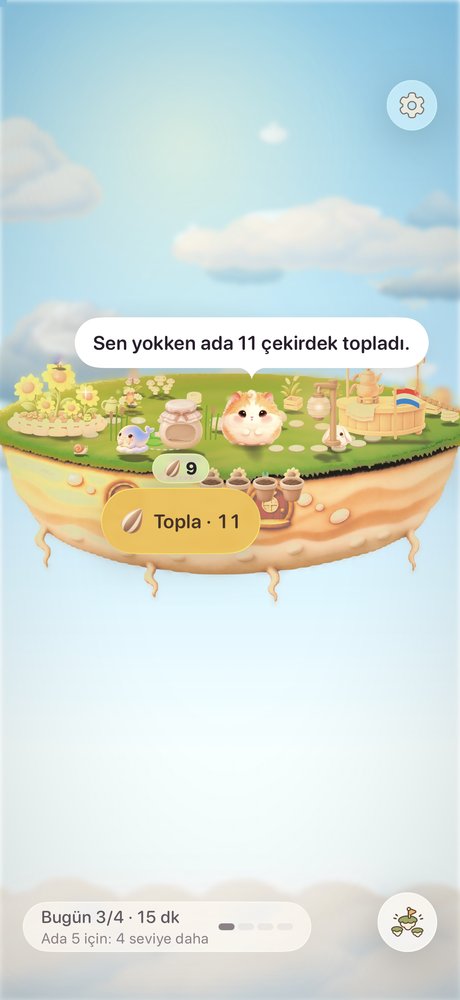 Sen yokken ada 11 çekirdek topladı.
9
Topla · 11
Bugün 3/4 · 15 dk
Ada 5 için: 4 seviye daha